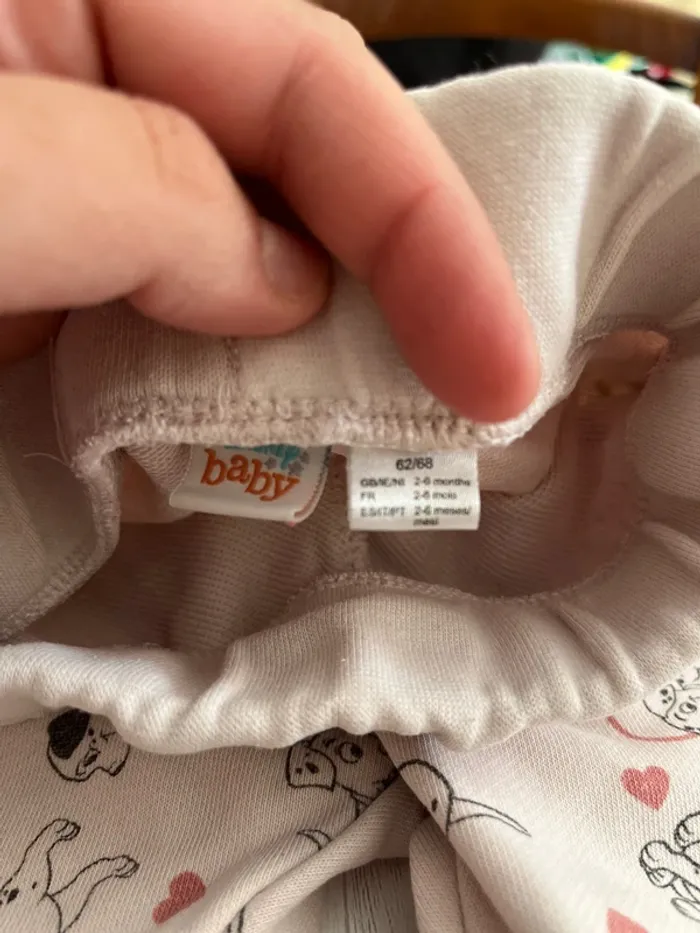 baby
62/68
GB/IE/NI 2-6 months
FR 2-6 mois
ES/IT/PT 2-6 meses/
mesi